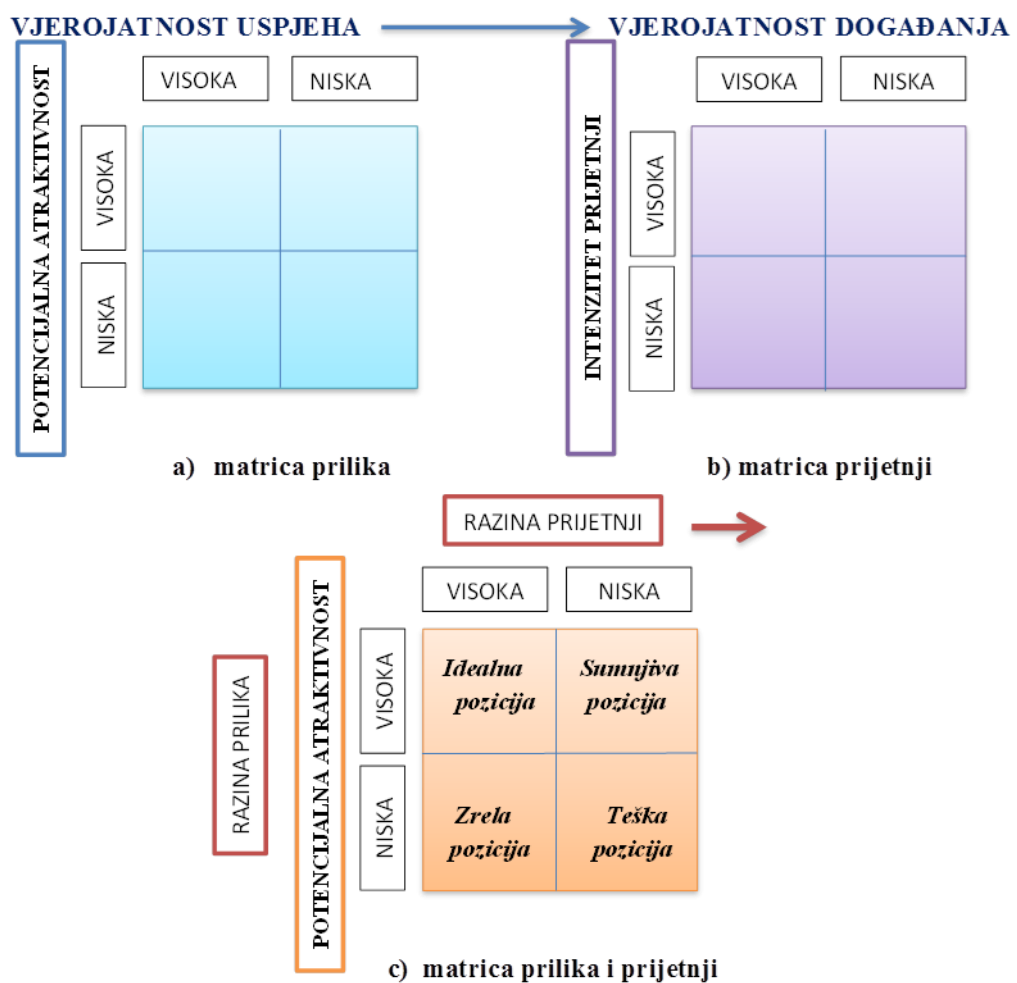 VJEROJATNOST USPJEHA
VJEROJATNOST DOGAĐANJA
POTENCIJALNA ATRAKTIVNOST
VISOKA
NISKA
VISOKA
NISKA
INTENZITET PRIJETNJI
VISOKA
NISKA
VISOKA
NISKA
a) matrica prilika
b) matrica prijetnji
RAZINA PRIJETNJI
RAZINA PRILIKA
POTENCIJALNA ATRAKTIVNOST
VISOKA
NISKA
VISOKA
NISKA
Idealna
pozicija
Sumnjiva
pozicija
Zrela
pozicija
Teška
pozicija
c) matrica prilika i prijetnji